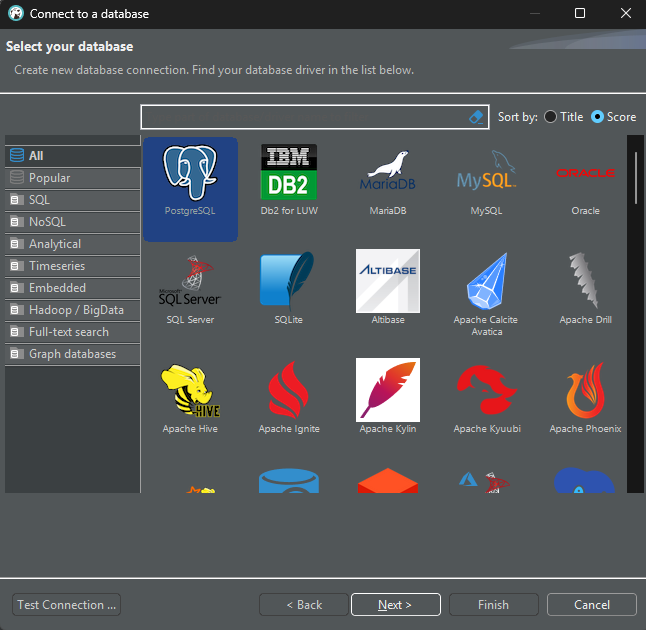 Connect to a database
Select your database
Create new database connection. Find your database driver in the list below.
Sort by: Title Score
All
Popular
SQL
NoSQL
Analytical
Timeseries
Embedded
Hadoop / BigData
Full-text search
Graph databases
IBM
DB2
MariaDB
MySQL
ORACLE
PostgreSQL
Db2 for LUW
MariaDB
MySQL
Oracle
Microsoft
SQL Server
ALTIBASE
SQL Server
SQLite
Altibase
Apache Calcite
Avatica
Apache Drill
HIVE
Apache Hive
Apache Ignite
Apache Kylin
Apache Kyuubi
Apache Phoenix
Test Connection ...
< Back
Next >
Finish
Cancel